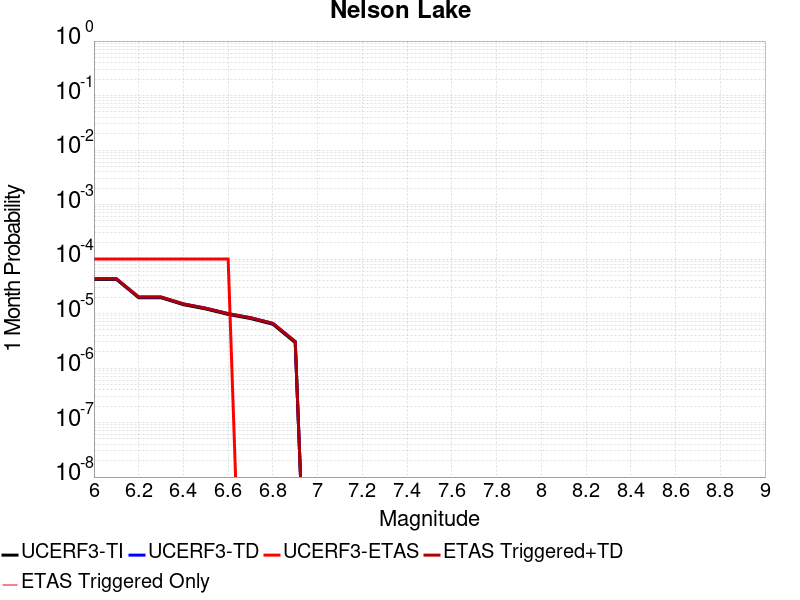 Nelson Lake
1 Month Probability
10^0
10^-1
10^-2
10^-3
10^-4
10^-5
10^-6
10^-7
10^-8
6 6.2 6.4 6.6 6.8 7 7.2 7.4 7.6 7.8 8 8.2 8.4 8.6 8.8 9
Magnitude
UCERF3-TI UCERF3-TD UCERF3-ETAS ETAS Triggered+TD
ETAS Triggered Only